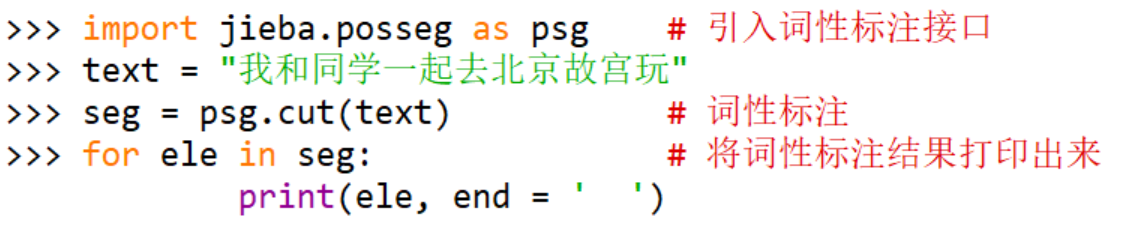 >>> import jieba.posseg as psg    # 引入词性标注接口
>>> text = "我和同学一起去北京故宫玩"
>>> seg = psg.cut(text)           # 词性标注
>>> for ele in seg:               # 将词性标注结果打印出来
            print(ele, end = '  ')